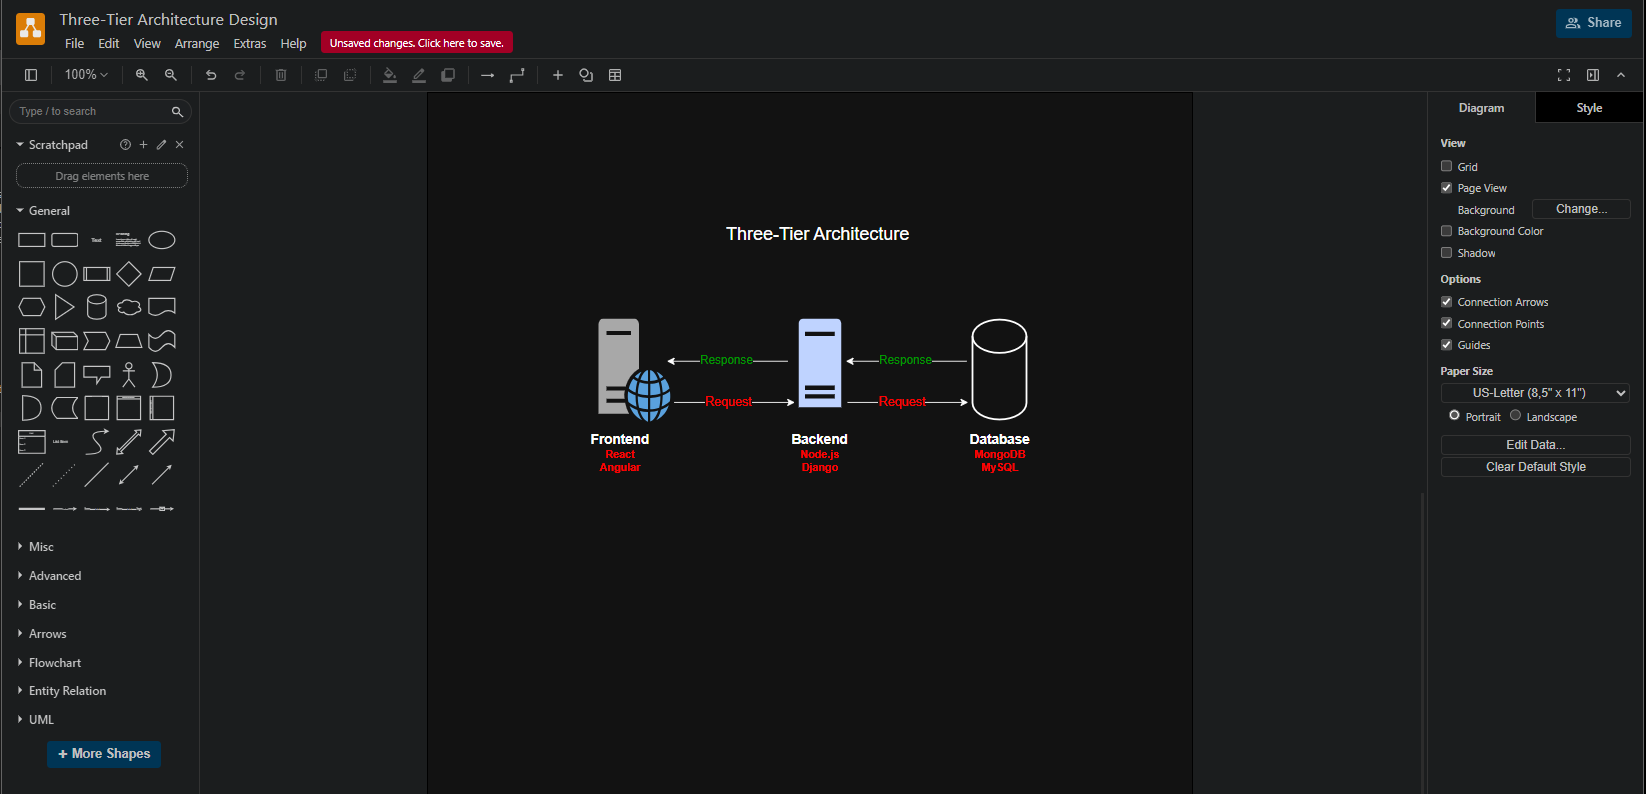 Three-Tier Architecture Design
File Edit View Arrange Extras Help
Unsaved changes. Click here to save.
Share
100%
Type / to search
Scratchpad
Drag elements here
General
Text
Misc
Advanced
Basic
Arrows
Flowchart
Entity Relation
UML
+ More Shapes
Three-Tier Architecture
Response
Response
Request
Request
Frontend
React
Angular
Backend
Node.js
Django
Database
MongoDB
MySQL
Diagram
Style
View
Grid
Page View
Background
Change...
Background Color
Shadow
Options
Connection Arrows
Connection Points
Guides
Paper Size
US-Letter (8,5" x 11")
Portrait
Landscape
Edit Data...
Clear Default Style